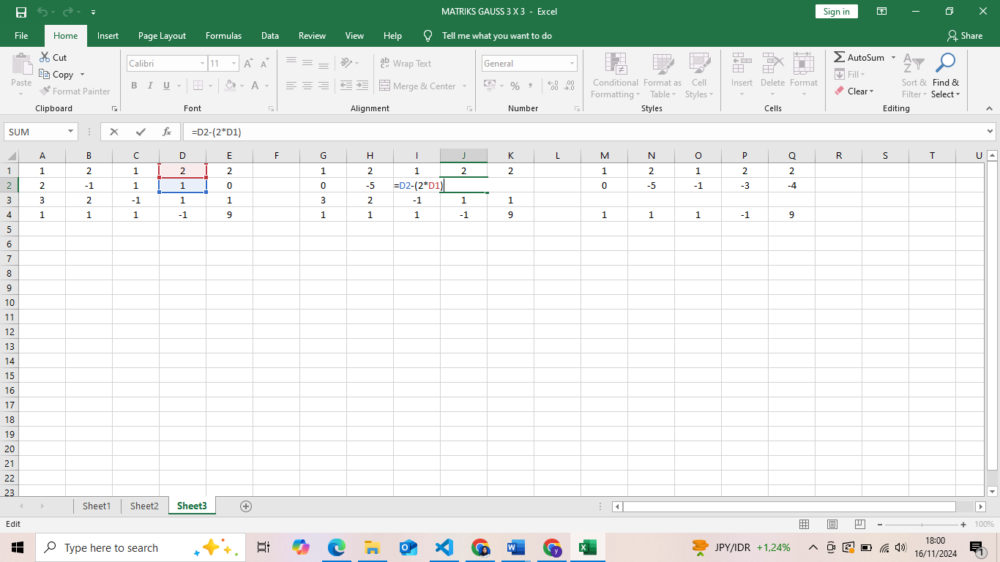 MATRIKS GAUSS 3 X 3 - Excel Sign in
File Home Insert Page Layout Formulas Data Review View Help Tell me what you want to do Share
Paste Cut Copy Format Painter Clipboard
Calibri 11 A A B I U A Font
ab Wrap Text Merge & Center Alignment
General % , .0 .00 .00 .0 Number
Conditional Formatting Format as Table Cell Styles Styles
Insert Delete Format Cells
AutoSum Fill Clear Sort & Filter Find & Select Editing
SUM fx =D2-(2*D1)
A B C D E F G H I J K L M N O P Q R S T U
1 1 2 1 2 2 1 2 1 2 2 1 2 1 2 2
2 2 -1 1 1 0 0 -5 =D2-(2*D1) 0 -5 -1 -3 -4
3 3 2 -1 1 1 3 2 -1 1 1
4 1 1 1 -1 9 1 1 1 -1 9 1 1 1 -1 9
5
6
7
8
9
10
11
12
13
14
15
16
17
18
19
20
21
22
23
Sheet1 Sheet2 Sheet3
Edit 100%
Type here to search JPY/IDR +1,24% 18:00
16/11/2024 1